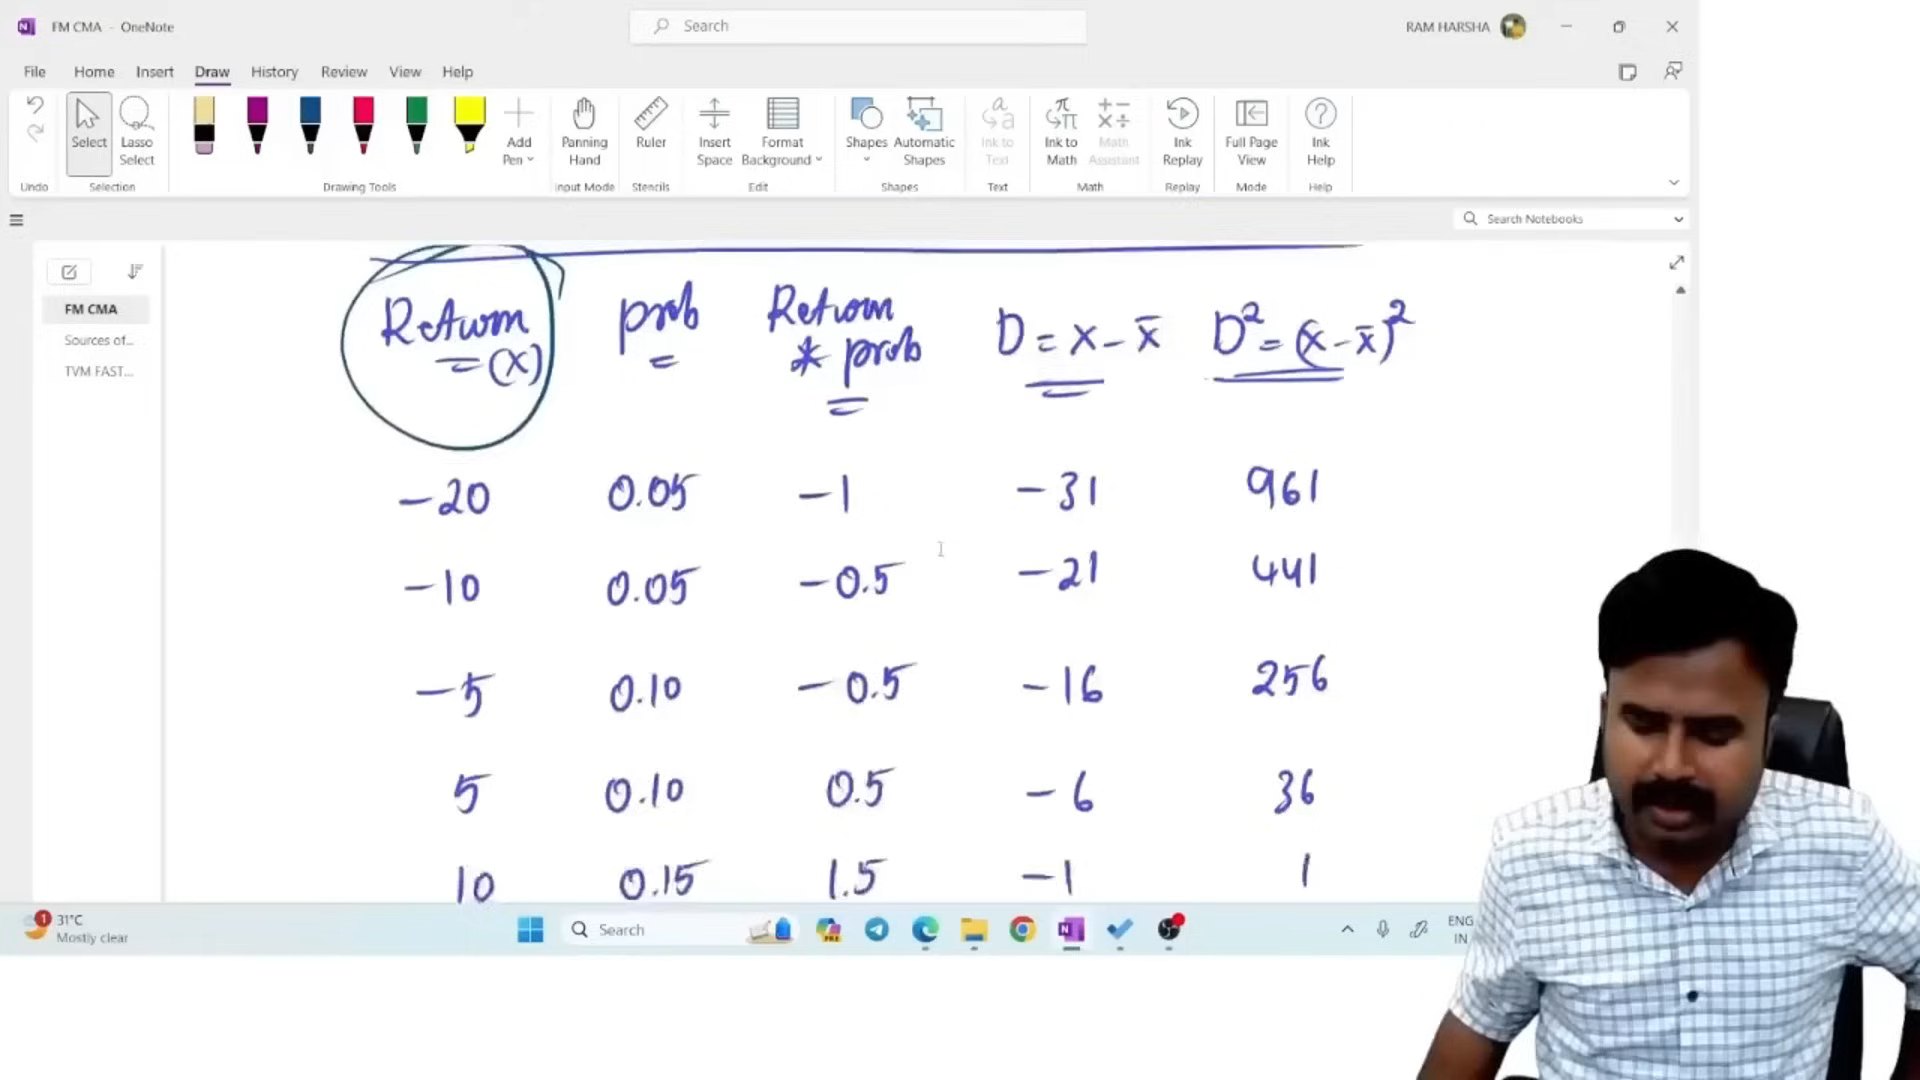 FM CMA - OneNote
Search
RAM HARSHA
File Home Insert Draw History Review View Help
Undo
Select
Lasso Select
Selection
Drawing Tools
Add Pen
Panning Hand
Input Mode
Ruler
Stencils
Insert Space
Format Background
Edit
Shapes
Automatic Shapes
Shapes
Ink to Text
Text
Ink to Math
Math Assistant
Math
Ink Replay
Replay
Full Page View
Mode
Ink Help
Help
Search Notebooks
FM CMA
Sources of...
TVM FAST...
Return = (X) prob Return * prob D = X - X̄ D² = (X - X̄)²
-20 0.05 -1 -31 961
-10 0.05 -0.5 -21 441
-5 0.10 -0.5 -16 256
5 0.10 0.5 -6 36
10 0.15 1.5 -1 1
1
31°C
Mostly clear
Search
PRE
ENG
IN